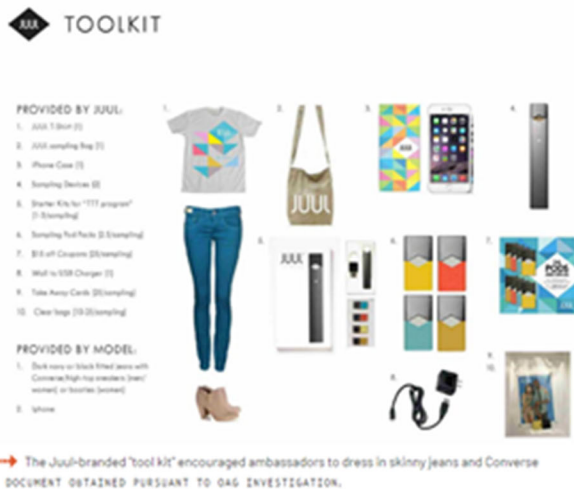 JUUL TOOLKIT
PROVIDED BY JUUL:
1. JUUL T-Shirt (1)
2. JUUL sampling Bag (1)
3. iPhone Case (1)
4. Sampling Devices
5. Starter Kits for "TTT program"
6. Sampling Pod Packs
7. $15 off Coupons
8. Wall to USB Charger (1)
9. Take Away Cards
10. Clear bags
PROVIDED BY MODEL:
1. Dark navy or black fitted jeans with
Converse/high-top sneakers (men/
women) or booties (women)
2. Iphone
1.
2.
JUUL
3.
JUUL
4.
5.
JUUL
6.
7.
PODS
8.
9.
10.
→ The Juul-branded "tool kit" encouraged ambassadors to dress in skinny jeans and Converse
DOCUMENT OBTAINED PURSUANT TO OAG INVESTIGATION.